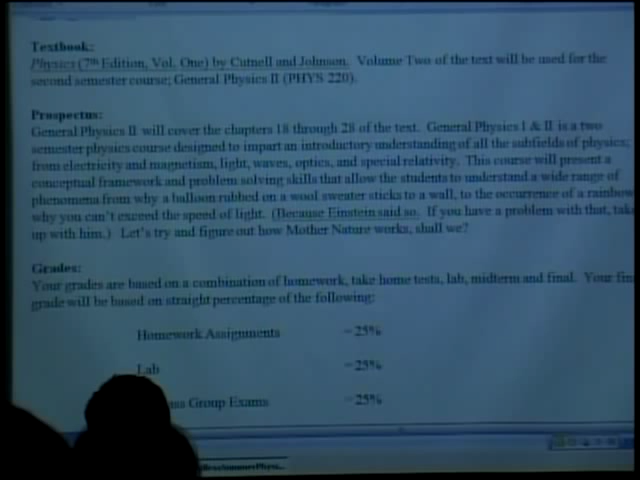 Textbook:
Physics (7th Edition, Vol. One) by Cutnell and Johnson. Volume Two of the text will be used for the
second semester course; General Physics II (PHYS 220).
Prospectus:
General Physics II will cover the chapters 18 through 28 of the text. General Physics I & II is a two
semester physics course designed to impart an introductory understanding of all the subfields of physics;
from electricity and magnetism, light, waves, optics, and special relativity. This course will present a
conceptual framework and problem solving skills that allow the students to understand a wide range of
phenomena from why a balloon rubbed on a wool sweater sticks to a wall, to the occurrence of a rainbow
why you can't exceed the speed of light. (Because Einstein said so. If you have a problem with that, tak
up with him.) Let's try and figure out how Mother Nature works, shall we?
Grades:
Your grades are based on a combination of homework, take home tests, lab, midterm and final. Your fin
grade will be based on straight percentage of the following:
Homework Assignments ~ 25%
Lab ~ 25%
Group Exams ~ 25%